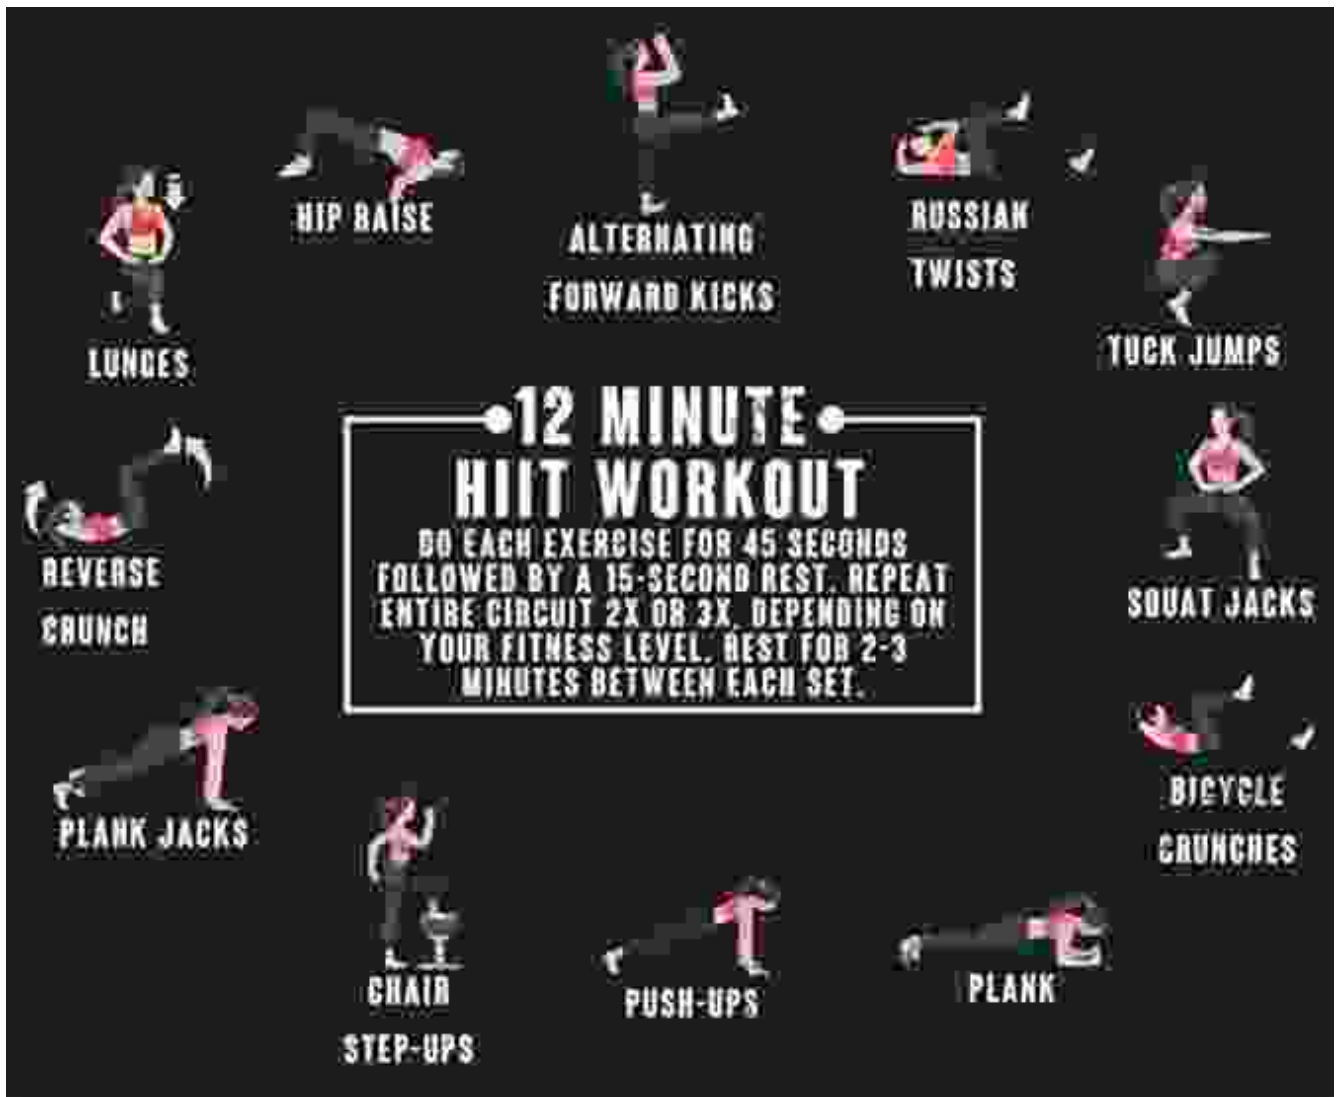 HIP RAISE
ALTERNATING
FORWARD KICKS
RUSSIAN
TWISTS
LUNGES
TUCK JUMPS
12 MINUTE
HIIT WORKOUT
DO EACH EXERCISE FOR 45 SECONDS
FOLLOWED BY A 15-SECOND REST. REPEAT
ENTIRE CIRCUIT 2X OR 3X, DEPENDING ON
YOUR FITNESS LEVEL. REST FOR 2-3
MINUTES BETWEEN EACH SET.
REVERSE
CRUNCH
SQUAT JACKS
PLANK JACKS
BICYCLE
CRUNCHES
CHAIR
STEP-UPS
PUSH-UPS
PLANK